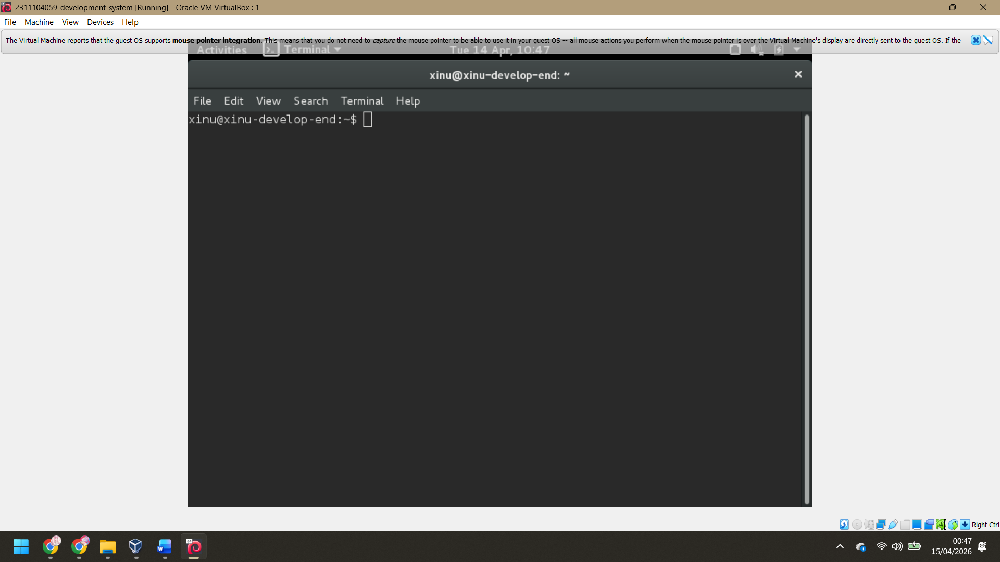 2311104059-development-system [Running] - Oracle VM VirtualBox : 1
File Machine View Devices Help
The Virtual Machine reports that the guest OS supports mouse pointer integration. This means that you do not need to capture the mouse pointer to be able to use it in your guest OS -- all mouse actions you perform when the mouse pointer is over the Virtual Machine's display are directly sent to the guest OS. If the
Activities Terminal Tue 14 Apr, 10:47
xinu@xinu-develop-end: ~
File Edit View Search Terminal Help
xinu@xinu-develop-end:~$
Right Ctrl
00:47
15/04/2026